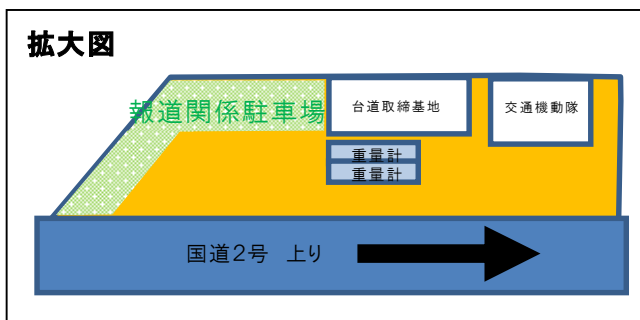 拡大図
報道関係駐車場
台道取締基地
交通機動隊
重量計
重量計
国道2号 上り